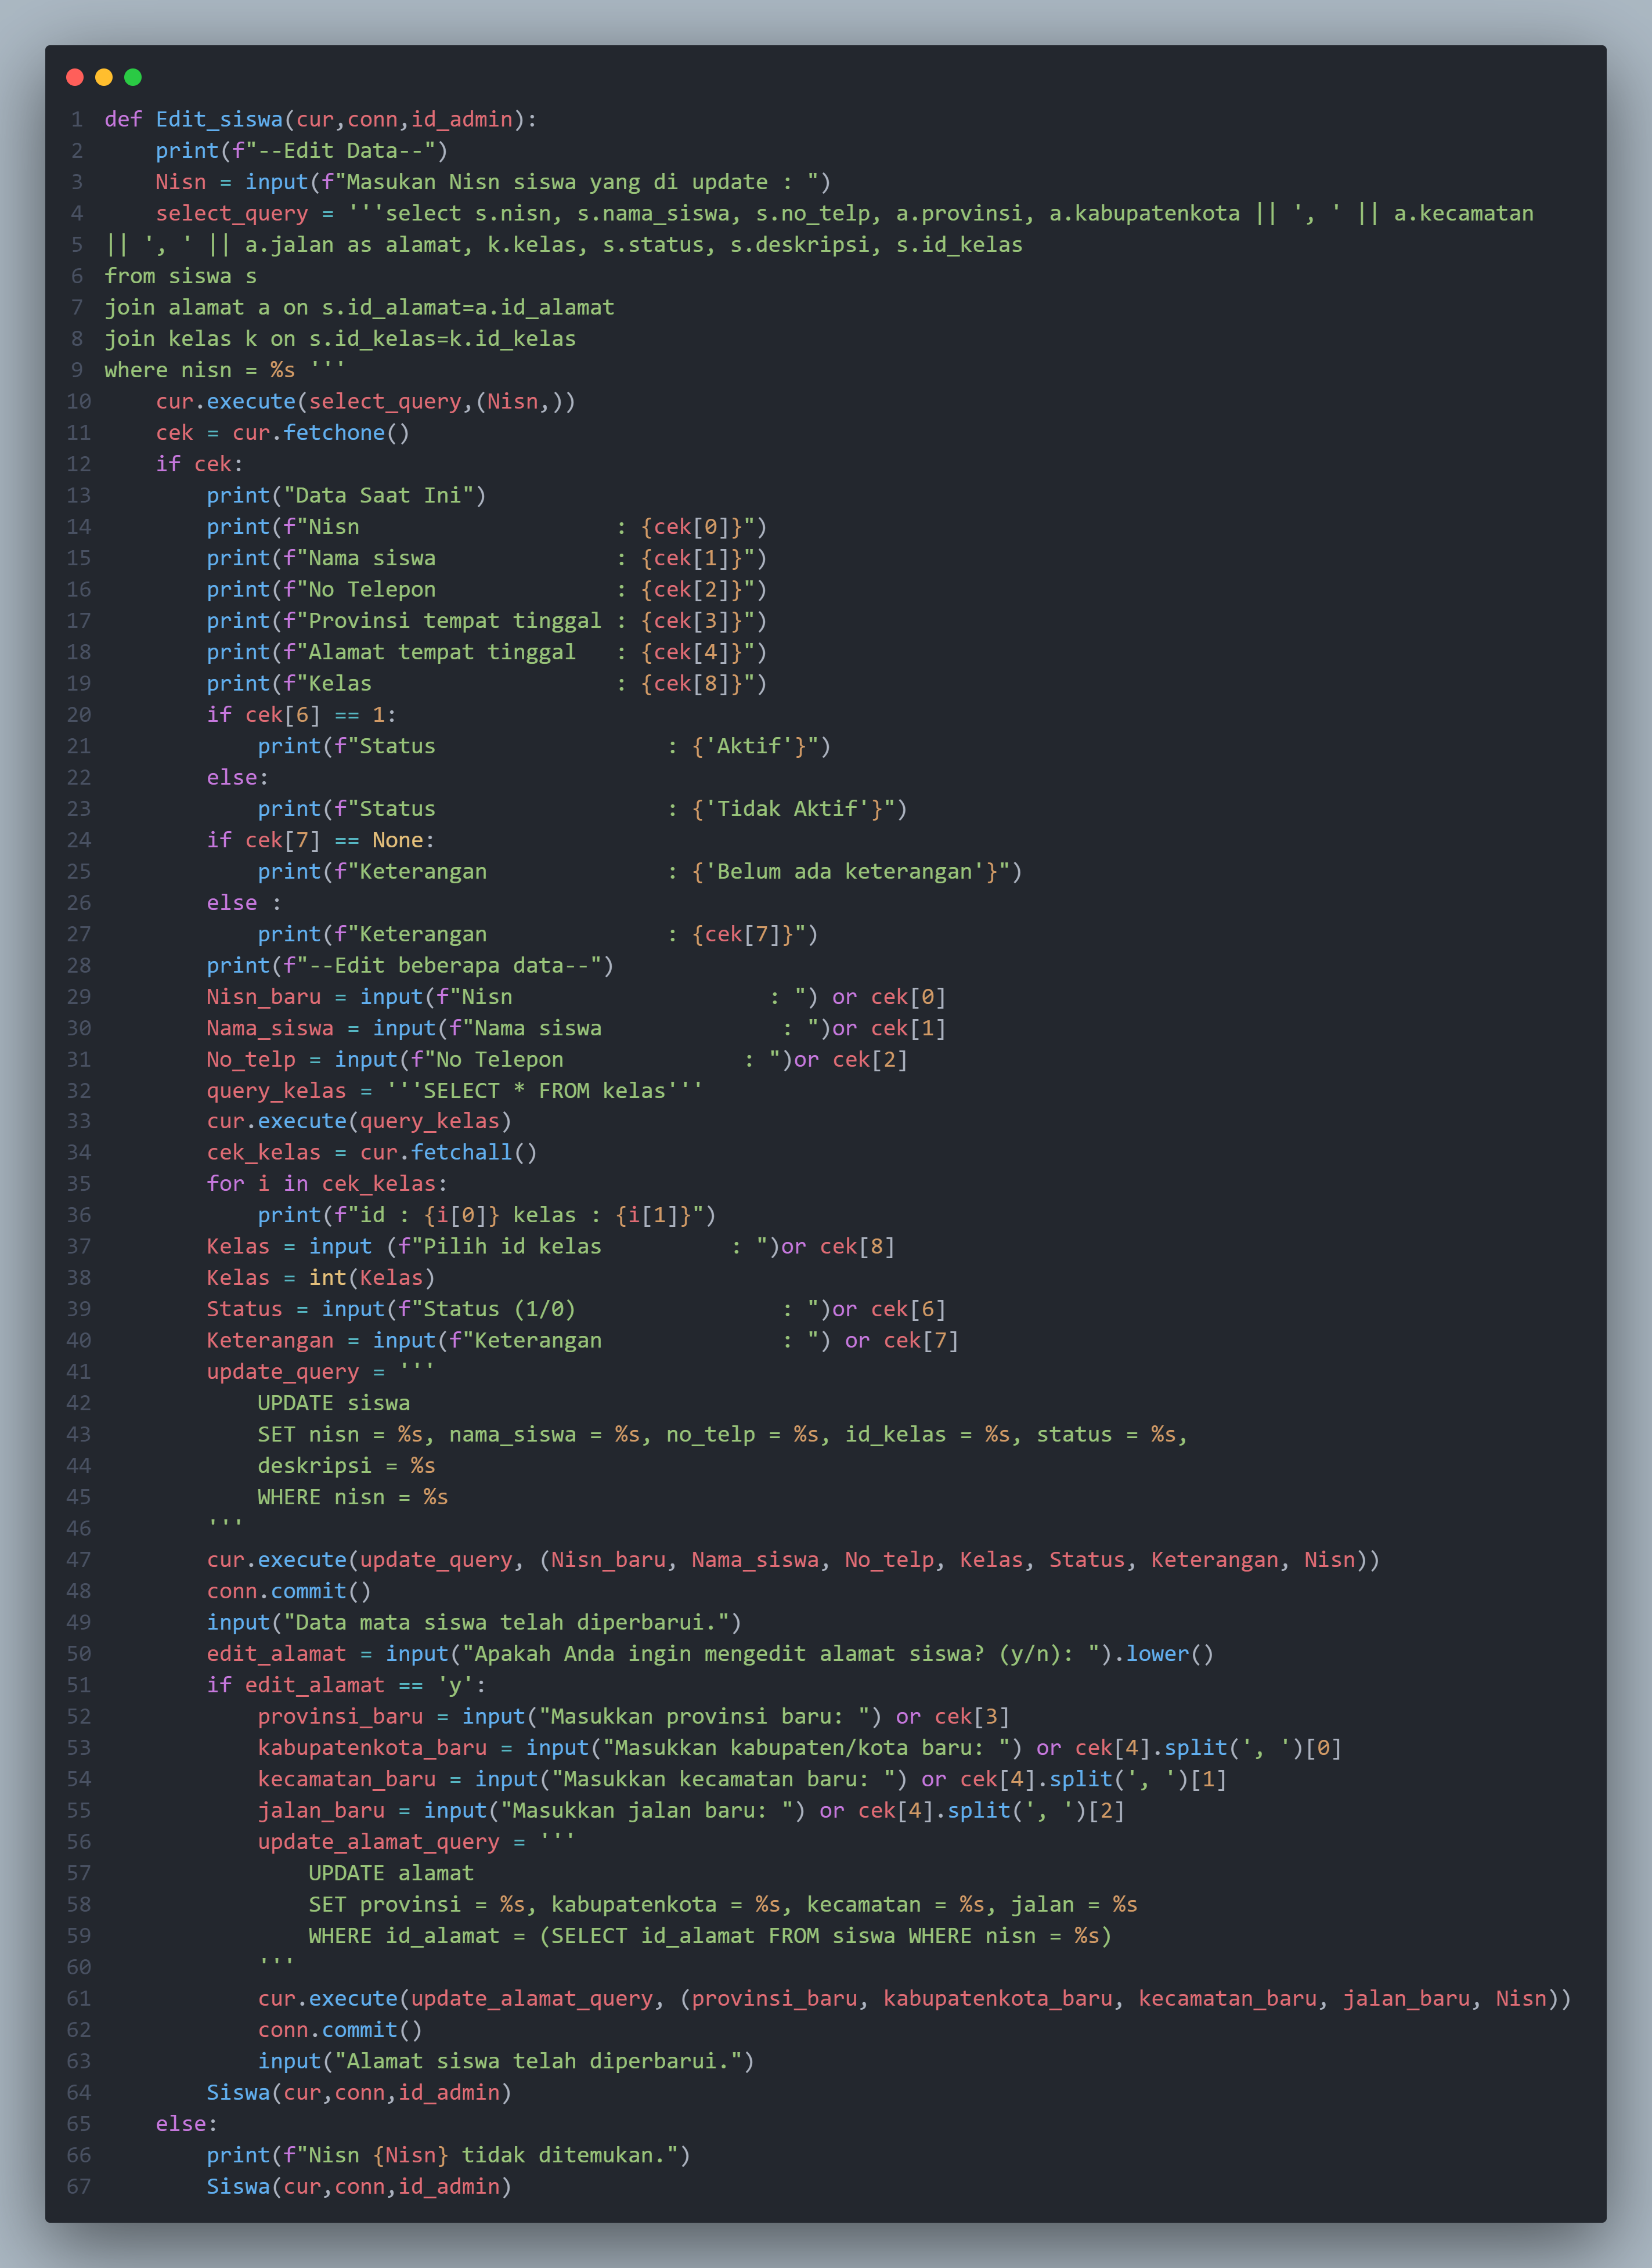 1 def Edit_siswa(cur,conn,id_admin):
2     print(f"--Edit Data--")
3     Nisn = input(f"Masukan Nisn siswa yang di update : ")
4     select_query = '''select s.nisn, s.nama_siswa, s.no_telp, a.provinsi, a.kabupatenkota || ', ' || a.kecamatan
5 || ', ' || a.jalan as alamat, k.kelas, s.status, s.deskripsi, s.id_kelas
6 from siswa s
7 join alamat a on s.id_alamat=a.id_alamat
8 join kelas k on s.id_kelas=k.id_kelas
9 where nisn = %s '''
10     cur.execute(select_query,(Nisn,))
11     cek = cur.fetchone()
12     if cek:
13         print("Data Saat Ini")
14         print(f"Nisn                    : {cek[0]}")
15         print(f"Nama siswa              : {cek[1]}")
16         print(f"No Telepon              : {cek[2]}")
17         print(f"Provinsi tempat tinggal : {cek[3]}")
18         print(f"Alamat tempat tinggal   : {cek[4]}")
19         print(f"Kelas                   : {cek[8]}")
20         if cek[6] == 1:
21             print(f"Status                  : {'Aktif'}")
22         else:
23             print(f"Status                  : {'Tidak Aktif'}")
24         if cek[7] == None:
25             print(f"Keterangan              : {'Belum ada keterangan'}")
26         else :
27             print(f"Keterangan              : {cek[7]}")
28         print(f"--Edit beberapa data--")
29         Nisn_baru = input(f"Nisn                    : ") or cek[0]
30         Nama_siswa = input(f"Nama siswa              : ")or cek[1]
31         No_telp = input(f"No Telepon              : ")or cek[2]
32         query_kelas = '''SELECT * FROM kelas'''
33         cur.execute(query_kelas)
34         cek_kelas = cur.fetchall()
35         for i in cek_kelas:
36             print(f"id : {i[0]} kelas : {i[1]}")
37         Kelas = input (f"Pilih id kelas          : ")or cek[8]
38         Kelas = int(Kelas)
39         Status = input(f"Status (1/0)                : ")or cek[6]
40         Keterangan = input(f"Keterangan              : ") or cek[7]
41         update_query = '''
42             UPDATE siswa
43             SET nisn = %s, nama_siswa = %s, no_telp = %s, id_kelas = %s, status = %s,
44             deskripsi = %s
45             WHERE nisn = %s
46         '''
47         cur.execute(update_query, (Nisn_baru, Nama_siswa, No_telp, Kelas, Status, Keterangan, Nisn))
48         conn.commit()
49         input("Data mata siswa telah diperbarui.")
50         edit_alamat = input("Apakah Anda ingin mengedit alamat siswa? (y/n): ").lower()
51         if edit_alamat == 'y':
52             provinsi_baru = input("Masukkan provinsi baru: ") or cek[3]
53             kabupatenkota_baru = input("Masukkan kabupaten/kota baru: ") or cek[4].split(', ')[0]
54             kecamatan_baru = input("Masukkan kecamatan baru: ") or cek[4].split(', ')[1]
55             jalan_baru = input("Masukkan jalan baru: ") or cek[4].split(', ')[2]
56             update_alamat_query = '''
57                 UPDATE alamat
58                 SET provinsi = %s, kabupatenkota = %s, kecamatan = %s, jalan = %s
59                 WHERE id_alamat = (SELECT id_alamat FROM siswa WHERE nisn = %s)
60             '''
61             cur.execute(update_alamat_query, (provinsi_baru, kabupatenkota_baru, kecamatan_baru, jalan_baru, Nisn))
62             conn.commit()
63             input("Alamat siswa telah diperbarui.")
64         Siswa(cur,conn,id_admin)
65     else:
66         print(f"Nisn {Nisn} tidak ditemukan.")
67         Siswa(cur,conn,id_admin)